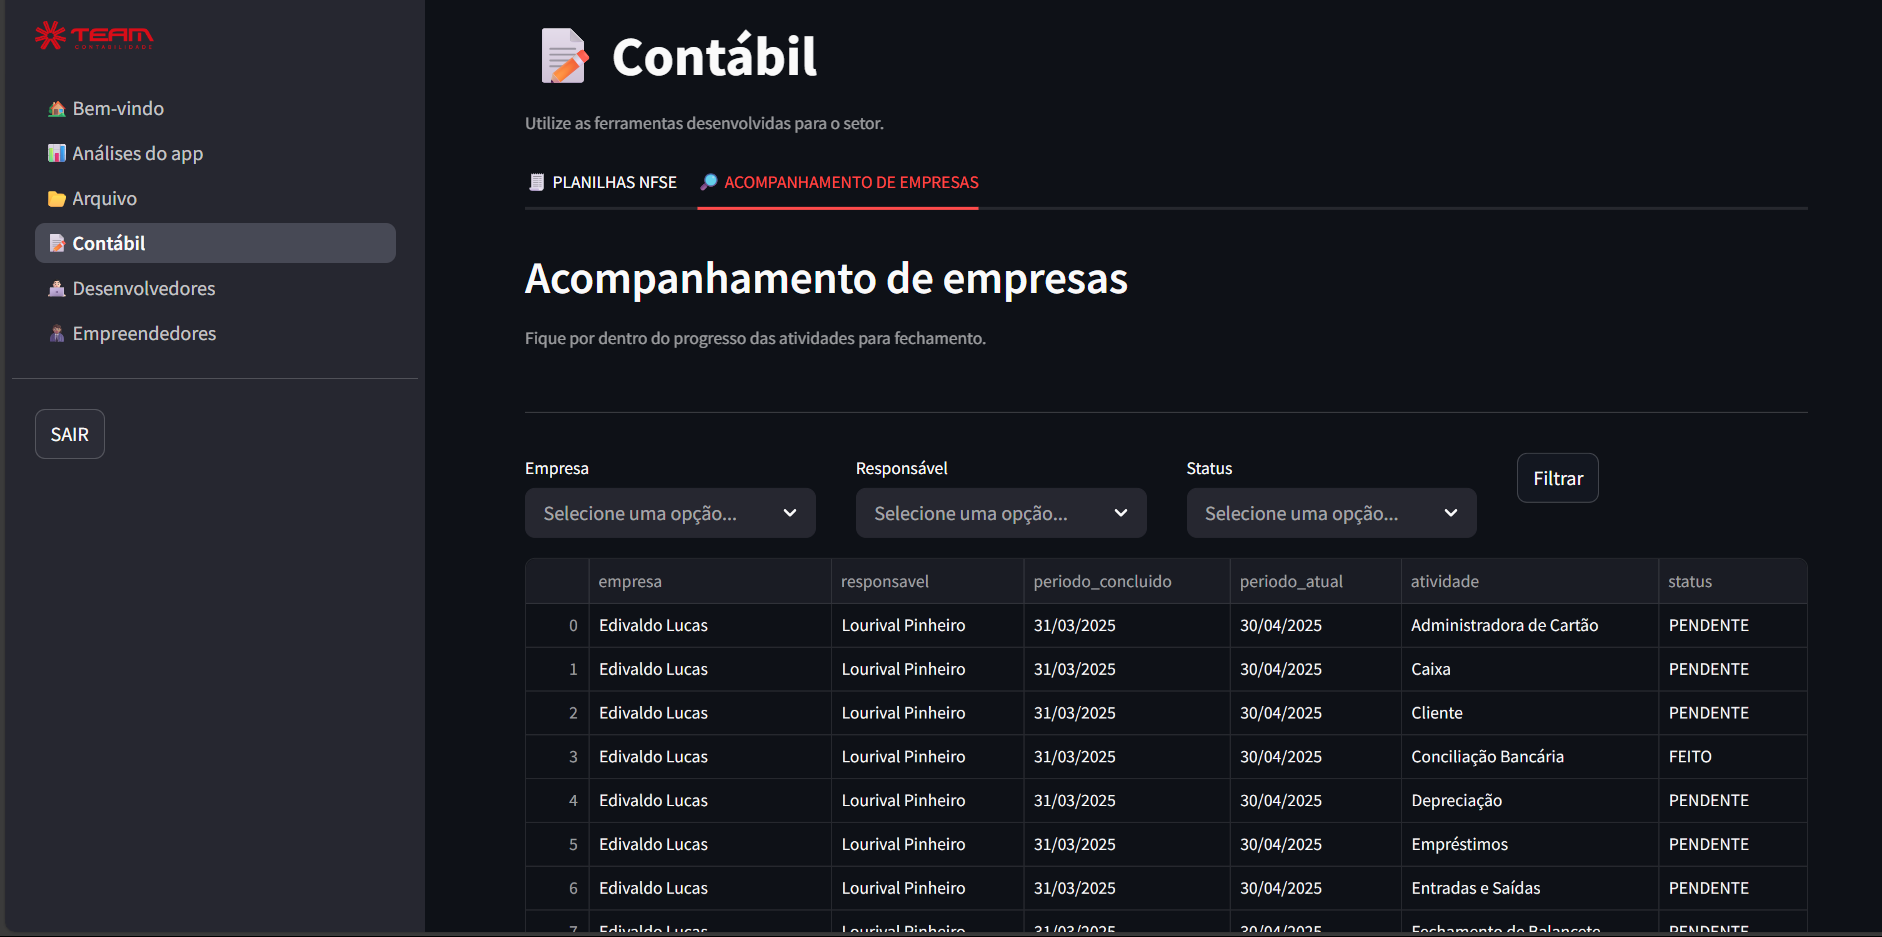 TEAM
CONTABILIDADE
Bem-vindo
Análises do app
Arquivo
Contábil
Desenvolvedores
Empreendedores
SAIR
Contábil
Utilize as ferramentas desenvolvidas para o setor.
PLANILHAS NFSE ACOMPANHAMENTO DE EMPRESAS
Acompanhamento de empresas
Fique por dentro do progresso das atividades para fechamento.
Empresa Responsável Status
Selecione uma opção... Selecione uma opção... Selecione uma opção... Filtrar
empresa responsavel periodo_concluido periodo_atual atividade status
0 Edivaldo Lucas Lourival Pinheiro 31/03/2025 30/04/2025 Administradora de Cartão PENDENTE
1 Edivaldo Lucas Lourival Pinheiro 31/03/2025 30/04/2025 Caixa PENDENTE
2 Edivaldo Lucas Lourival Pinheiro 31/03/2025 30/04/2025 Cliente PENDENTE
3 Edivaldo Lucas Lourival Pinheiro 31/03/2025 30/04/2025 Conciliação Bancária FEITO
4 Edivaldo Lucas Lourival Pinheiro 31/03/2025 30/04/2025 Depreciação PENDENTE
5 Edivaldo Lucas Lourival Pinheiro 31/03/2025 30/04/2025 Empréstimos PENDENTE
6 Edivaldo Lucas Lourival Pinheiro 31/03/2025 30/04/2025 Entradas e Saídas PENDENTE
7 Edivaldo Lucas Lourival Pinheiro 31/03/2025 30/04/2025 Fechamento de Balancete PENDENTE